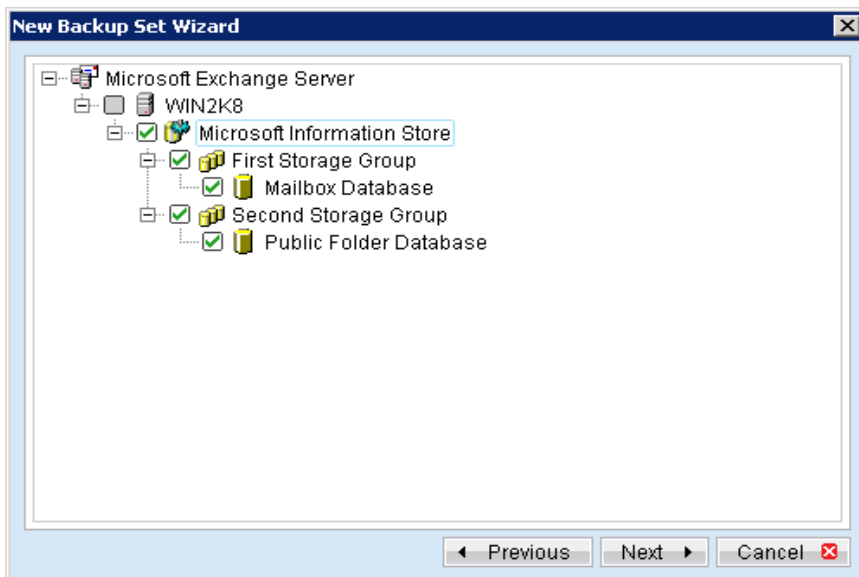 New Backup Set Wizard
Microsoft Exchange Server
WIN2K8
Microsoft Information Store
First Storage Group
Mailbox Database
Second Storage Group
Public Folder Database
Previous Next Cancel